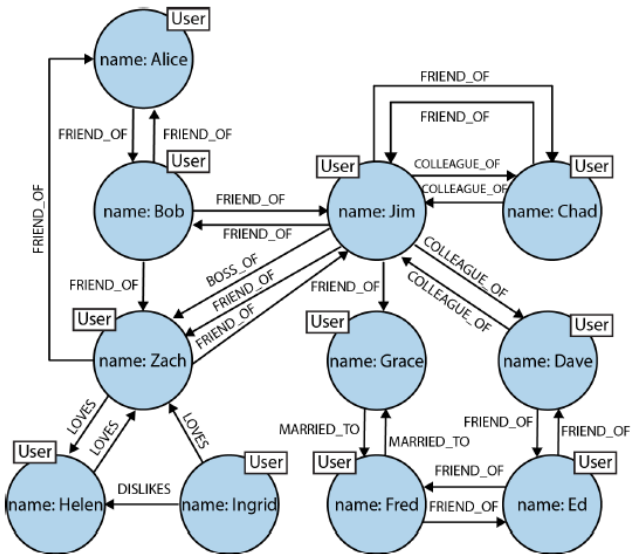 User
name: Alice
FRIEND_OF
FRIEND_OF
FRIEND_OF
FRIEND_OF
FRIEND_OF
User
User
User
COLLEAGUE_OF
COLLEAGUE_OF
name: Bob
FRIEND_OF
FRIEND_OF
name: Jim
name: Chad
FRIEND_OF
BOSS_OF
FRIEND_OF
FRIEND_OF
FRIEND_OF
COLLEAGUE_OF
COLLEAGUE_OF
User
User
User
name: Zach
name: Grace
name: Dave
LOVES
LOVES
LOVES
MARRIED_TO
MARRIED_TO
FRIEND_OF
FRIEND_OF
User
User
User
User
DISLIKES
FRIEND_OF
FRIEND_OF
name: Helen
name: Ingrid
name: Fred
name: Ed